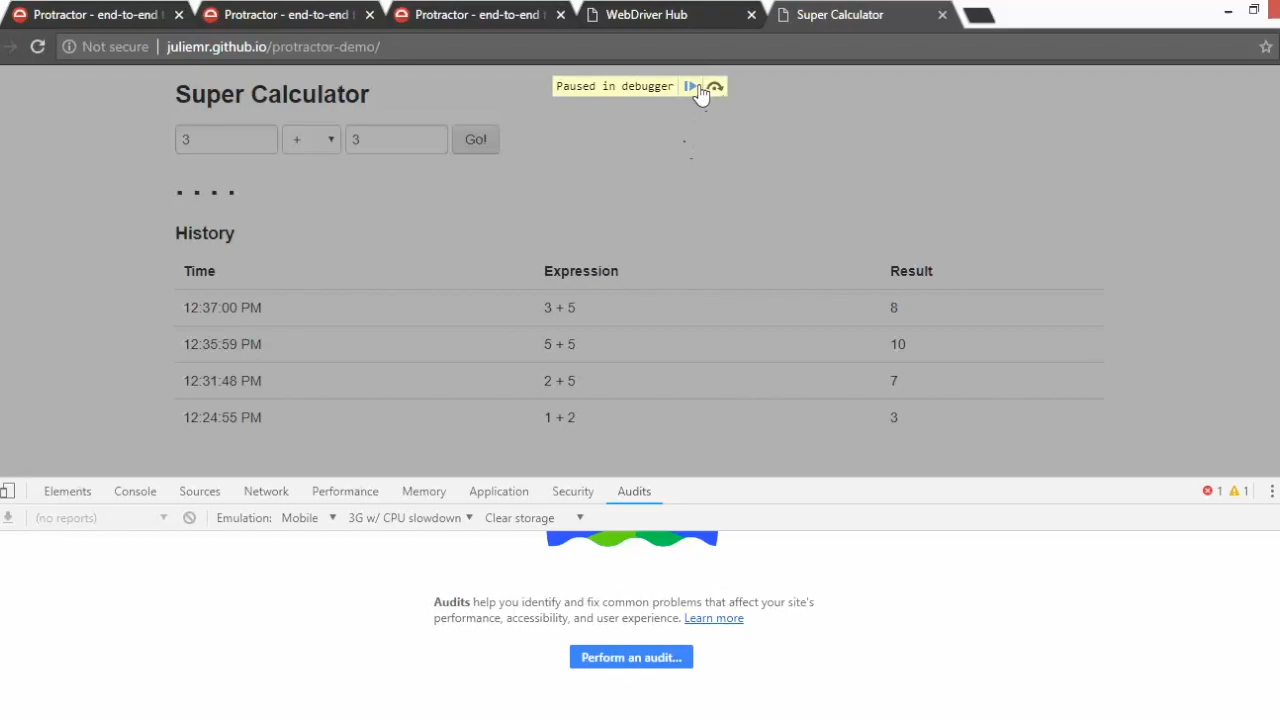 Protractor - end-to-end t
Protractor - end-to-end t
Protractor - end-to-end t
WebDriver Hub
Super Calculator
Not secure | juliemr.github.io/protractor-demo/
Paused in debugger
Super Calculator
3 + 3 Go!
. . . .
History
Time Expression Result
12:37:00 PM 3 + 5 8
12:35:59 PM 5 + 5 10
12:31:48 PM 2 + 5 7
12:24:55 PM 1 + 2 3
Elements Console Sources Network Performance Memory Application Security Audits 1 1
(no reports) Emulation: Mobile 3G w/ CPU slowdown Clear storage
Audits help you identify and fix common problems that affect your site's
performance, accessibility, and user experience. Learn more
Perform an audit...